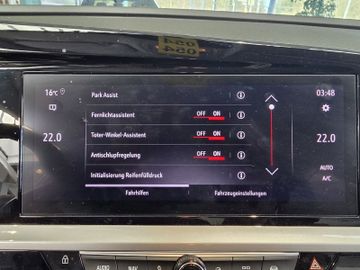 16°C
Park Assist
03:48
Fernlichtassistent OFF ON
22.0
Toter-Winkel-Assistent OFF ON
22.0
Antischlupfregelung OFF ON
AUTO
Initialisierung Reifenfülldruck
A/C
Fahrhilfen
Fahrzeugeinstellungen
AUDIO
NAV